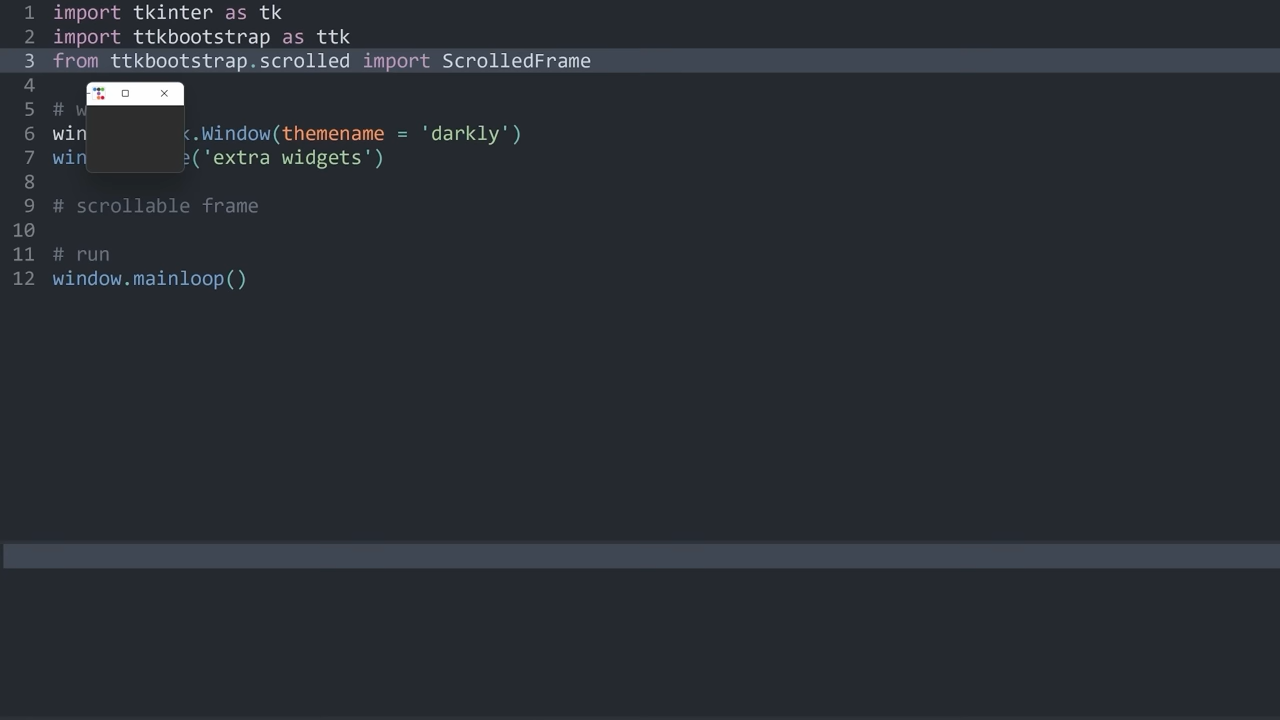 1 import tkinter as tk
2 import ttkbootstrap as ttk
3 from ttkbootstrap.scrolled import ScrolledFrame
4
5 # w
6 win k.Window(themename = 'darkly')
7 win e('extra widgets')
8
9 # scrollable frame
10
11 # run
12 window.mainloop()